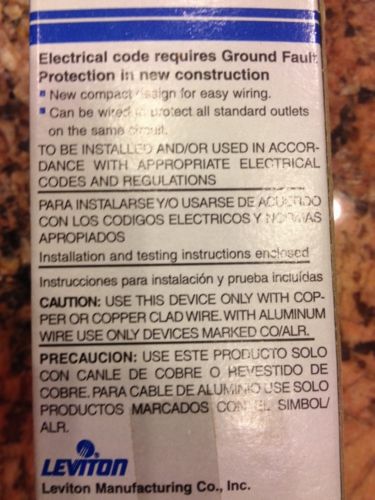 Electrical code requires Ground Fault
Protection in new construction
▪ New compact design for easy wiring.
▪ Can be wired to protect all standard outlets
on the same circuit.
TO BE INSTALLED AND/OR USED IN ACCOR-
DANCE WITH APPROPRIATE ELECTRICAL
CODES AND REGULATIONS
PARA INSTALARSE Y/O USARSE DE ACUERDO
CON LOS CODIGOS ELECTRICOS Y NORMAS
APROPIADOS
Installation and testing instructions enclosed
Instrucciones para instalación y prueba incluídas
CAUTION: USE THIS DEVICE ONLY WITH COP-
PER OR COPPER CLAD WIRE. WITH ALUMINUM
WIRE USE ONLY DEVICES MARKED CO/ALR.
PRECAUCION: USE ESTE PRODUCTO SOLO
CON CANLE DE COBRE O REVESTIDO DE
COBRE. PARA CABLE DE ALUMINIO USE SOLO
PRODUCTOS MARCADOS CON EL SIMBOL/
ALR.
LEVITON
Leviton Manufacturing Co., Inc.